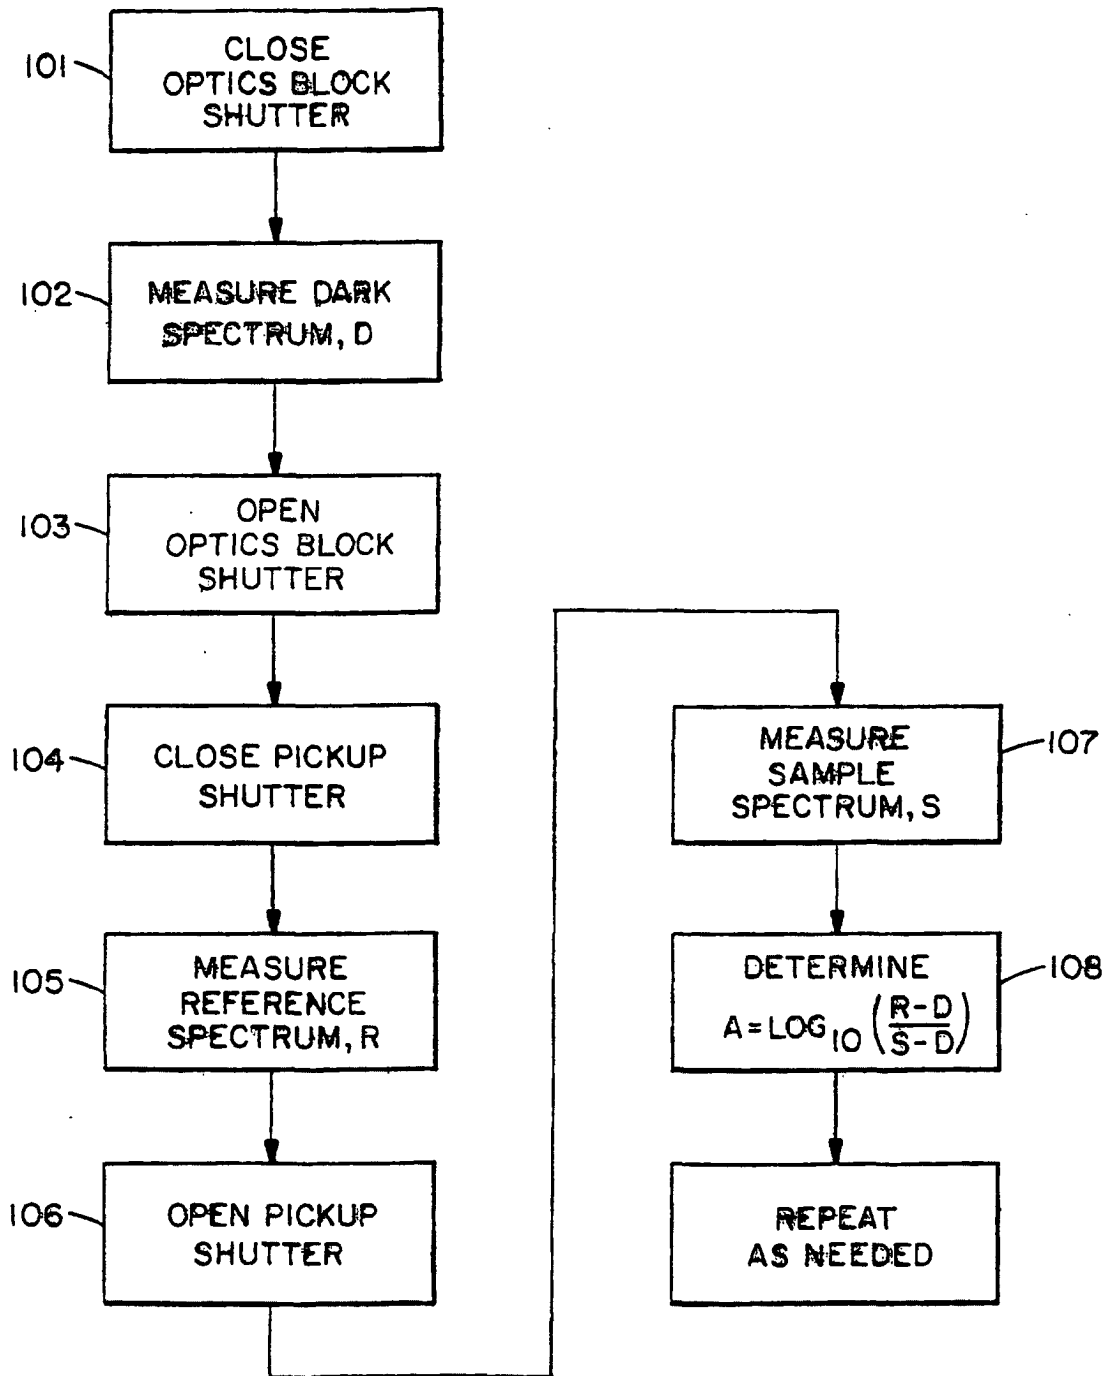 101
CLOSE
OPTICS BLOCK
SHUTTER
102
MEASURE DARK
SPECTRUM, D
103
OPEN
OPTICS BLOCK
SHUTTER
104
CLOSE PICKUP
SHUTTER
105
MEASURE
REFERENCE
SPECTRUM, R
106
OPEN PICKUP
SHUTTER
107
MEASURE
SAMPLE
SPECTRUM, S
108
DETERMINE
A = LOG10 (R-D / S-D)
REPEAT
AS NEEDED